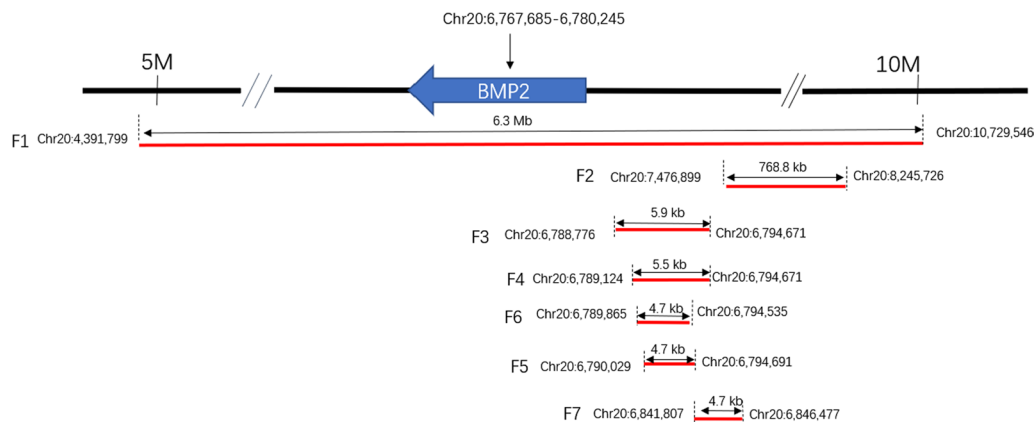 Chr20:6,767,685-6,780,245
5M
10M
BMP2
6.3 Mb
F1 Chr20:4,391,799
Chr20:10,729,546
F2 Chr20:7,476,899 768.8 kb Chr20:8,245,726
F3 Chr20:6,788,776 5.9 kb Chr20:6,794,671
F4 Chr20:6,789,124 5.5 kb Chr20:6,794,671
F6 Chr20:6,789,865 4.7 kb Chr20:6,794,535
F5 Chr20:6,790,029 4.7 kb Chr20:6,794,691
F7 Chr20:6,841,807 4.7 kb Chr20:6,846,477